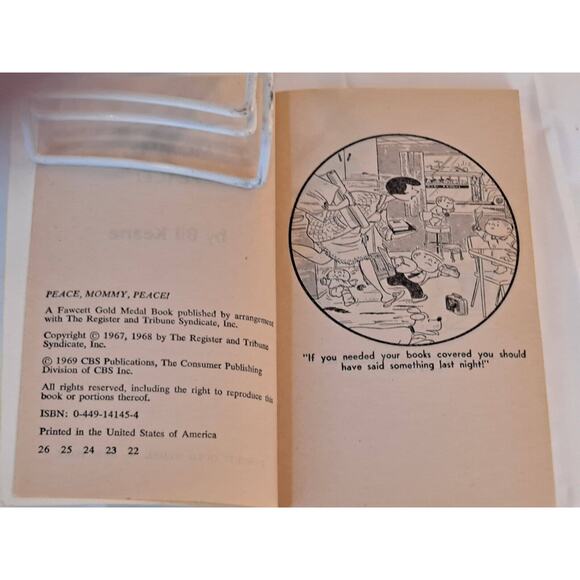 by Bil Keane
PEACE, MOMMY, PEACE!
A Fawcett Gold Medal Book published by arrangement
with The Register and Tribune Syndicate, Inc.
Copyright © 1967, 1968 by The Register and Tribune
Syndicate, Inc.
© 1969 CBS Publications, The Consumer Publishing
Division of CBS Inc.
All rights reserved, including the right to reproduce this
book or portions thereof.
ISBN: 0-449-14145-4
Printed in the United States of America
26 25 24 23 22
"If you needed your books covered you should
have said something last night!"